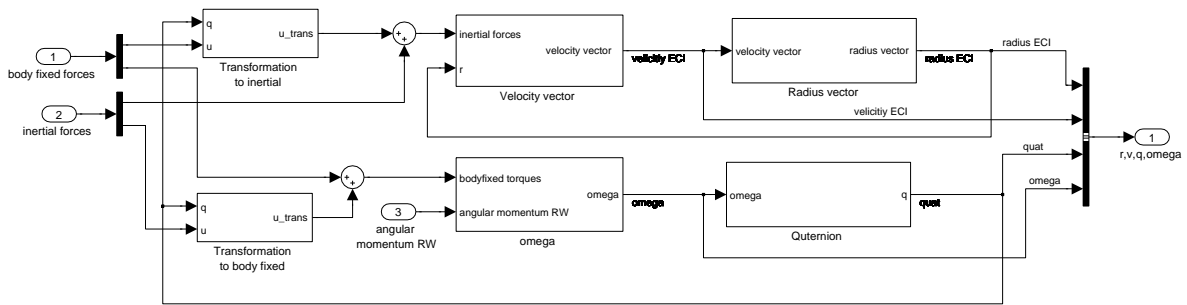 q
u
u_trans
Transformation
to inertial
1
body fixed forces
2
inertial forces
+
+
inertial forces
r
velocity vector
Velocity vector
velicitiy ECI
velocity vector
radius vector
Radius vector
radius ECI
radius ECI
velicitiy ECI
quat
omega
1
r,v,q,omega
+
+
q
u
u_trans
Transformation
to body fixed
3
angular
momentum RW
bodyfixed torques
angular momentum RW
omega
omega
omega
omega
q
Quternion
quat